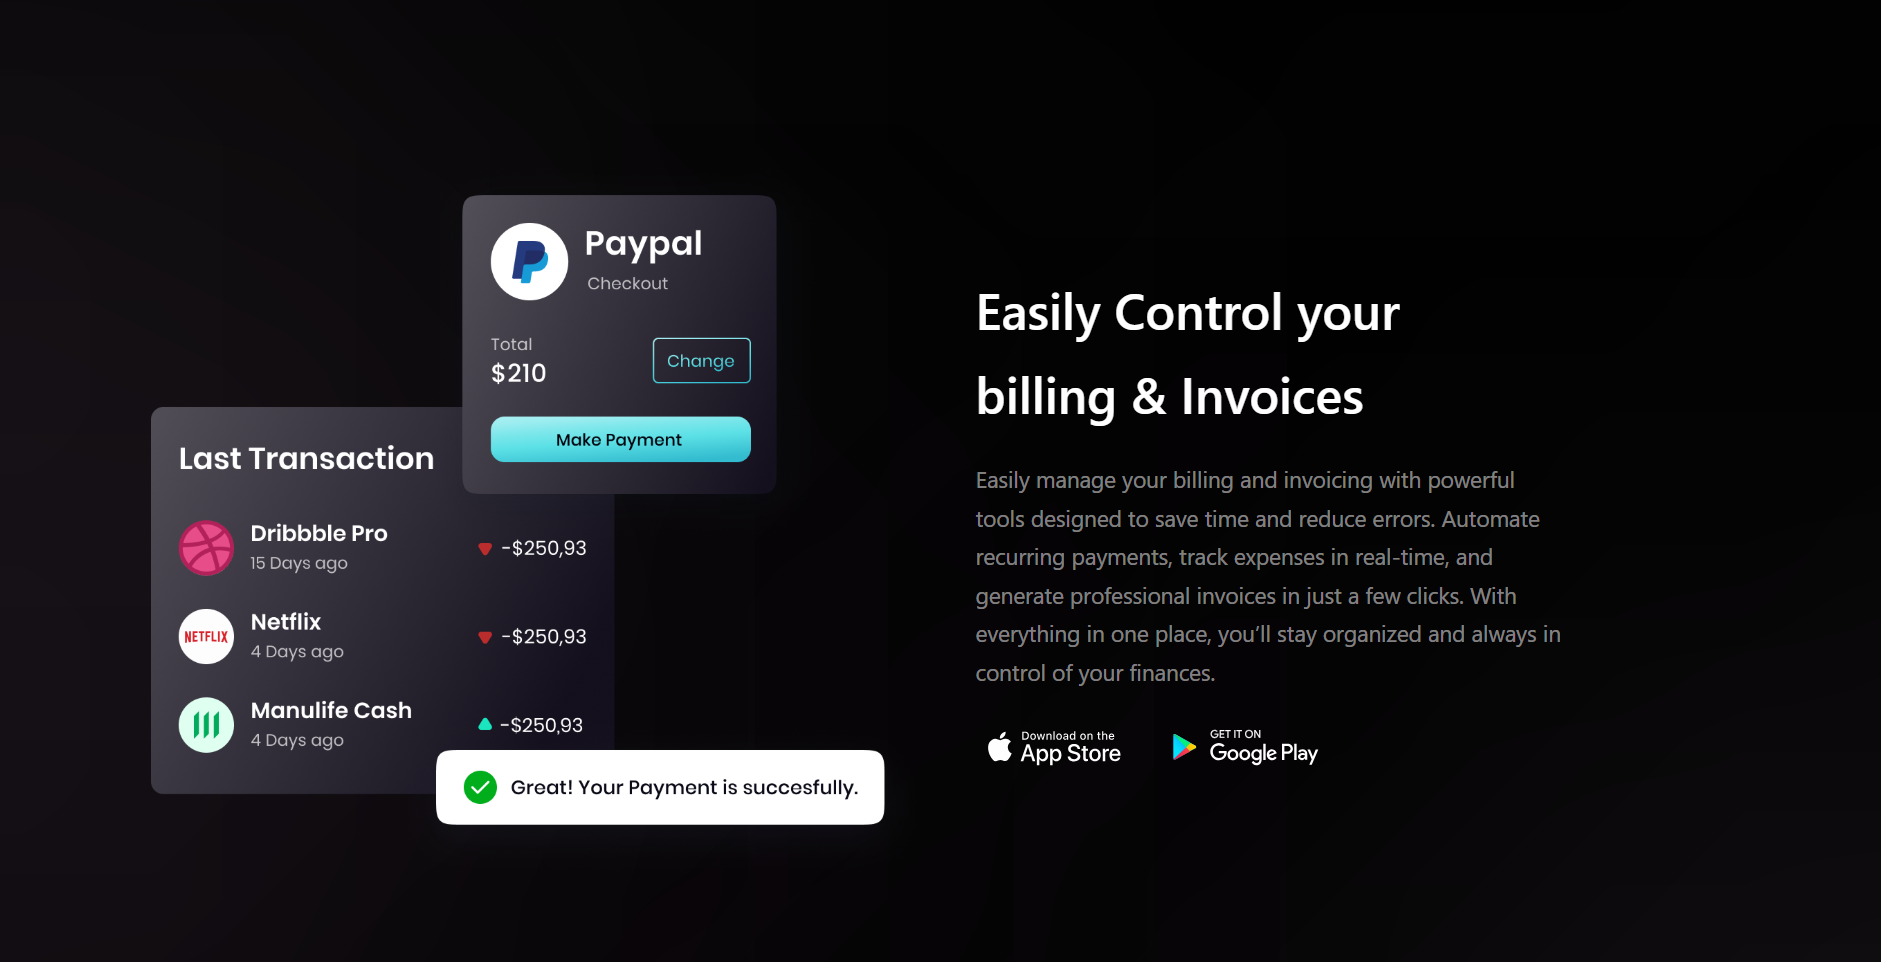 Paypal
Checkout
Total
$210
Change
Make Payment
Last Transaction
Dribbble Pro
15 Days ago
-$250,93
NETFLIX
Netflix
4 Days ago
-$250,93
Manulife Cash
4 Days ago
-$250,93
Great! Your Payment is succesfully.
Easily Control your
billing & Invoices
Easily manage your billing and invoicing with powerful
tools designed to save time and reduce errors. Automate
recurring payments, track expenses in real-time, and
generate professional invoices in just a few clicks. With
everything in one place, you’ll stay organized and always in
control of your finances.
Download on the
App Store
GET IT ON
Google Play